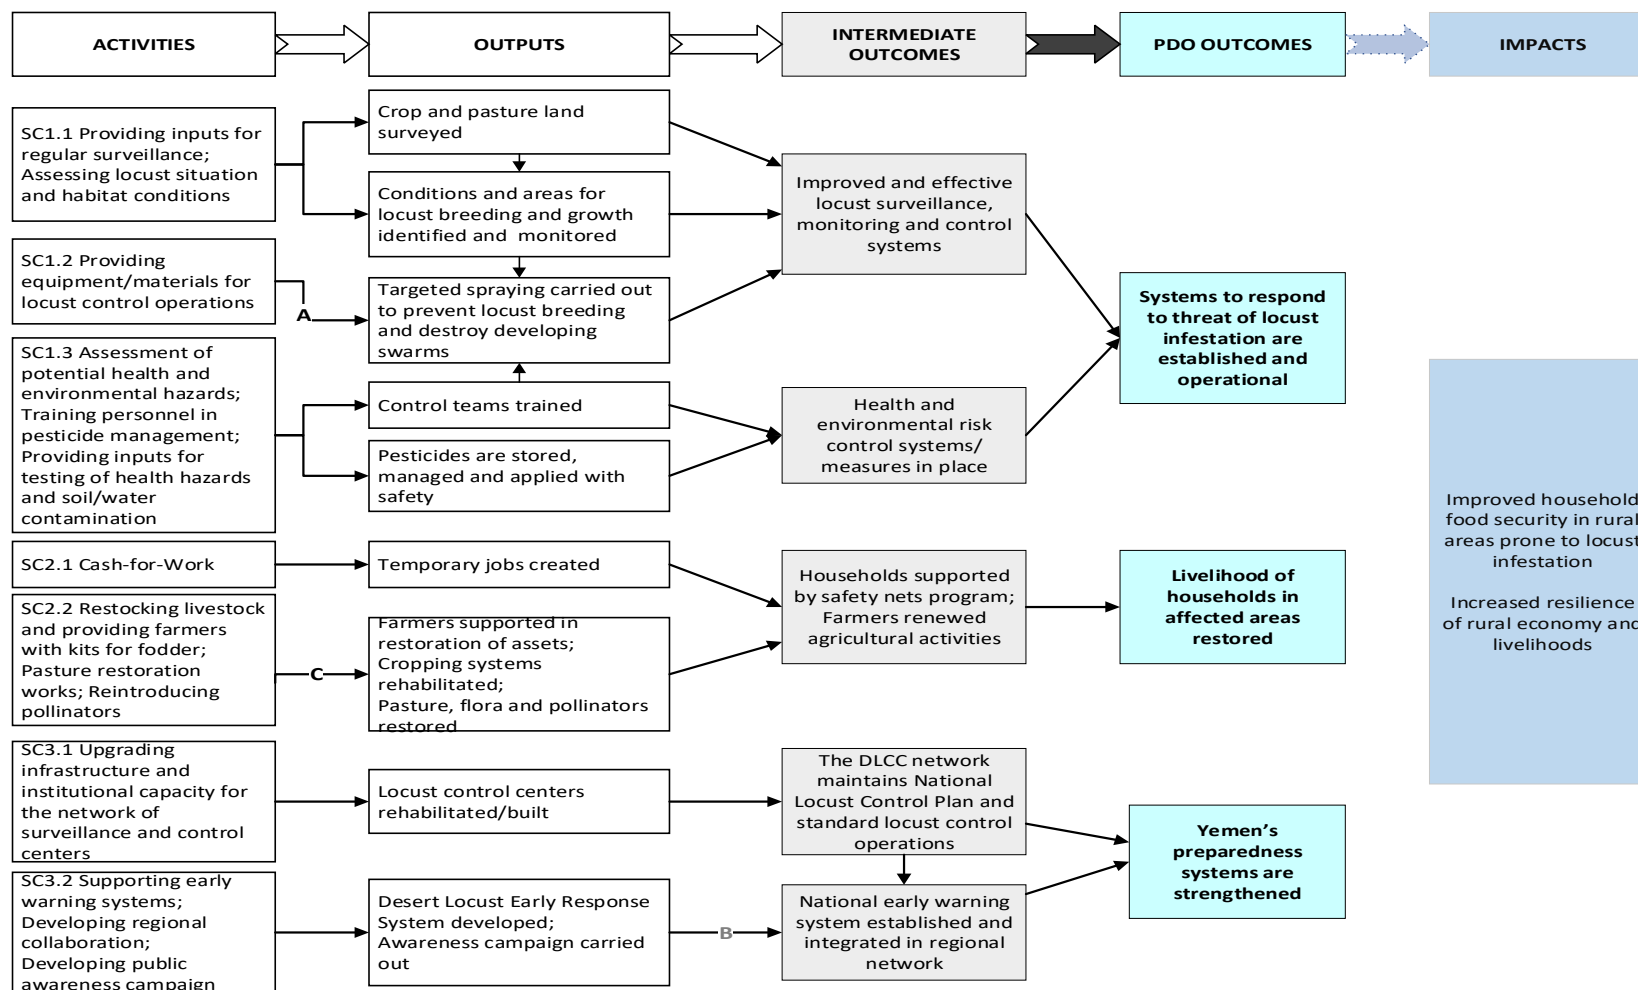 ACTIVITIES
OUTPUTS
INTERMEDIATE
OUTCOMES
PDO OUTCOMES
IMPACTS
SC1.1 Providing inputs for
regular surveillance;
Assessing locust situation
and habitat conditions
SC1.2 Providing
equipment/materials for
locust control operations
SC1.3 Assessment of
potential health and
environmental hazards;
Training personnel in
pesticide management;
Providing inputs for
testing of health hazards
and soil/water
contamination
SC2.1 Cash-for-Work
SC2.2 Restocking livestock
and providing farmers
with kits for fodder;
Pasture restoration
works; Reintroducing
pollinators
SC3.1 Upgrading
infrastructure and
institutional capacity for
the network of
surveillance and control
centers
SC3.2 Supporting early
warning systems;
Developing regional
collaboration;
Developing public
awareness campaign
A
C
Crop and pasture land
surveyed
Conditions and areas for
locust breeding and growth
identified and monitored
Targeted spraying carried out
to prevent locust breeding
and destroy developing
swarms
Control teams trained
Pesticides are stored,
managed and applied with
safety
Temporary jobs created
Farmers supported in
restoration of assets;
Cropping systems
rehabilitated;
Pasture, flora and pollinators
restored
Locust control centers
rehabilitated/built
Desert Locust Early Response
System developed;
Awareness campaign carried
out
B
Improved and effective
locust surveillance,
monitoring and control
systems
Health and
environmental risk
control systems/
measures in place
Households supported
by safety nets program;
Farmers renewed
agricultural activities
The DLCC network
maintains National
Locust Control Plan and
standard locust control
operations
National early warning
system established and
integrated in regional
network
Systems to respond
to threat of locust
infestation are
established and
operational
Livelihood of
households in
affected areas
restored
Yemen’s
preparedness
systems are
strengthened
Improved household
food security in rural
areas prone to locust
infestation
Increased resilience
of rural economy and
livelihoods